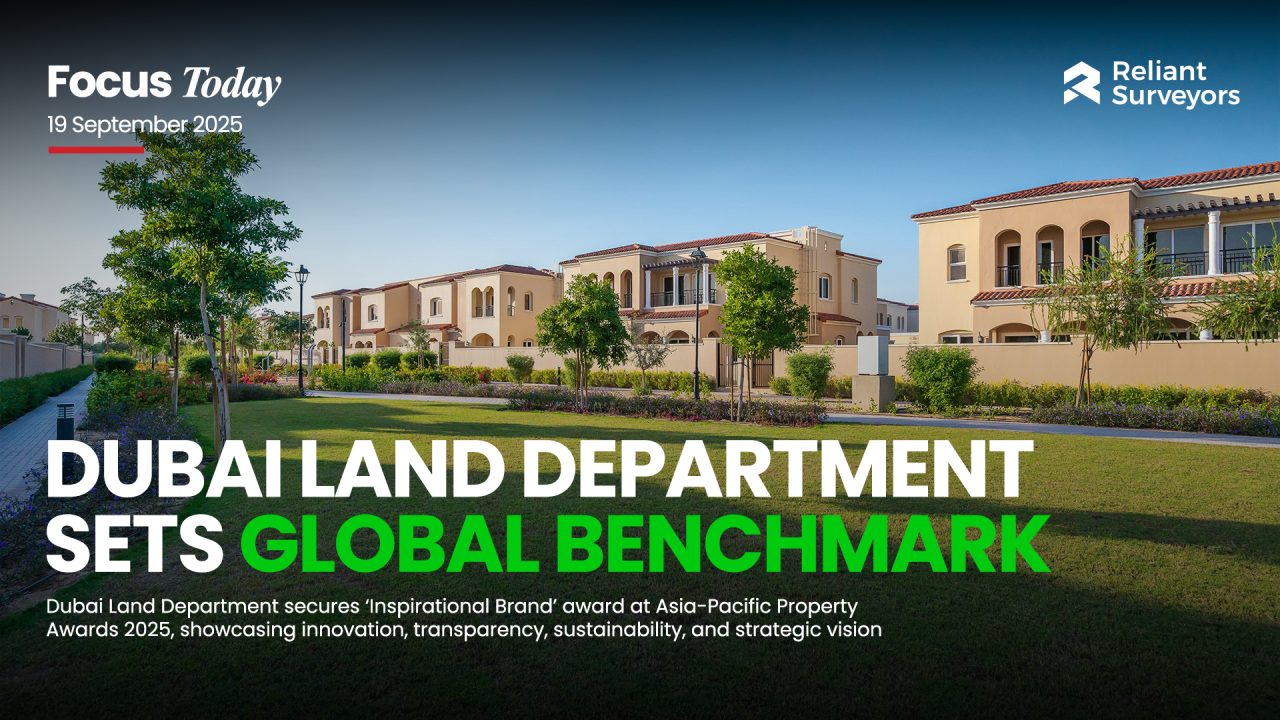 Focus Today
19 September 2025
Reliant
Surveyors
DUBAI LAND DEPARTMENT
SETS GLOBAL BENCHMARK
Dubai Land Department secures ‘Inspirational Brand’ award at Asia-Pacific Property
Awards 2025, showcasing innovation, transparency, sustainability, and strategic vision